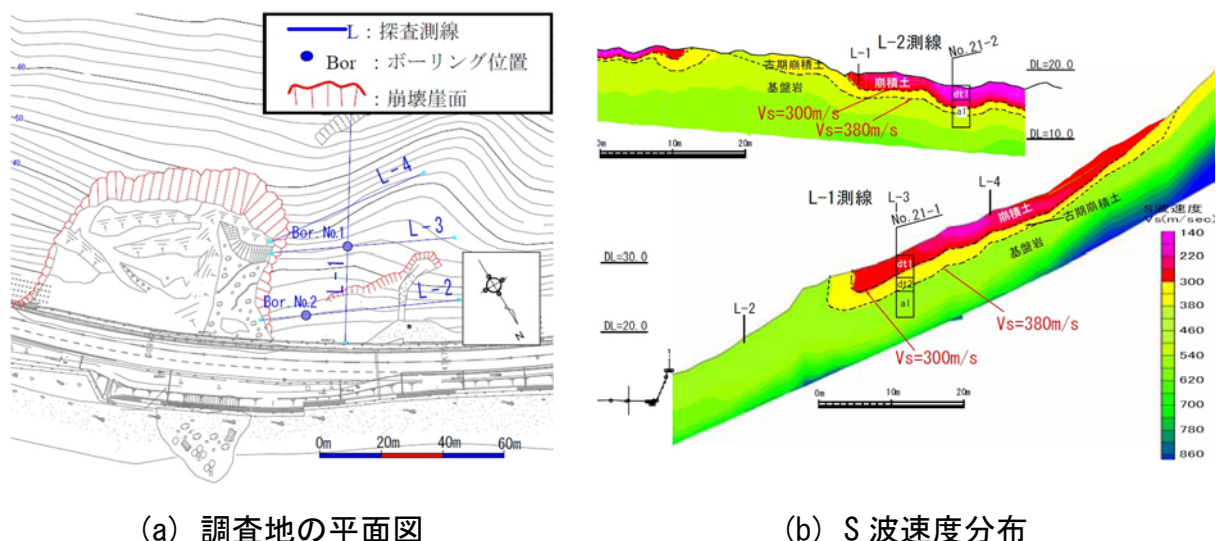 L：探査測線
Bor ：ボーリング位置
：崩壊崖面
60
50
40
L-4
Bor.No.1
L-3
L-1
Bor.No.2
L-2
N
0m 20m 40m 60m
(a) 調査地の平面図
L-2測線
No.21-2
L-1
古期崩積土
崩積土
基盤岩
DL=20.0
dt1
al
Vs=300m/s
Vs=380m/s
DL=10.0
0m 10m 20m
L-1測線
L-3
No.21-1
L-4
崩積土
古期崩積土
基盤岩
DL=30.0
dt1
dt2
al
L-2
DL=20.0
Vs=380m/s
Vs=300m/s
0m 10m 20m
S波速度
Vs(m/sec)
140
220
300
380
460
540
620
700
780
860
(b) S波速度分布